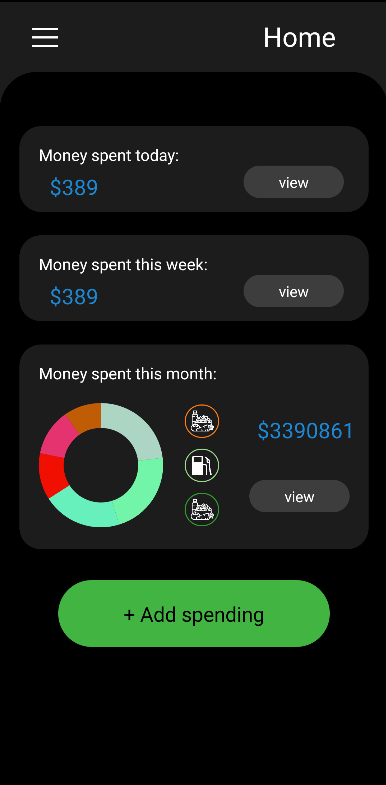 Home
Money spent today:
$389
view
Money spent this week:
$389
view
Money spent this month:
$3390861
view
+ Add spending